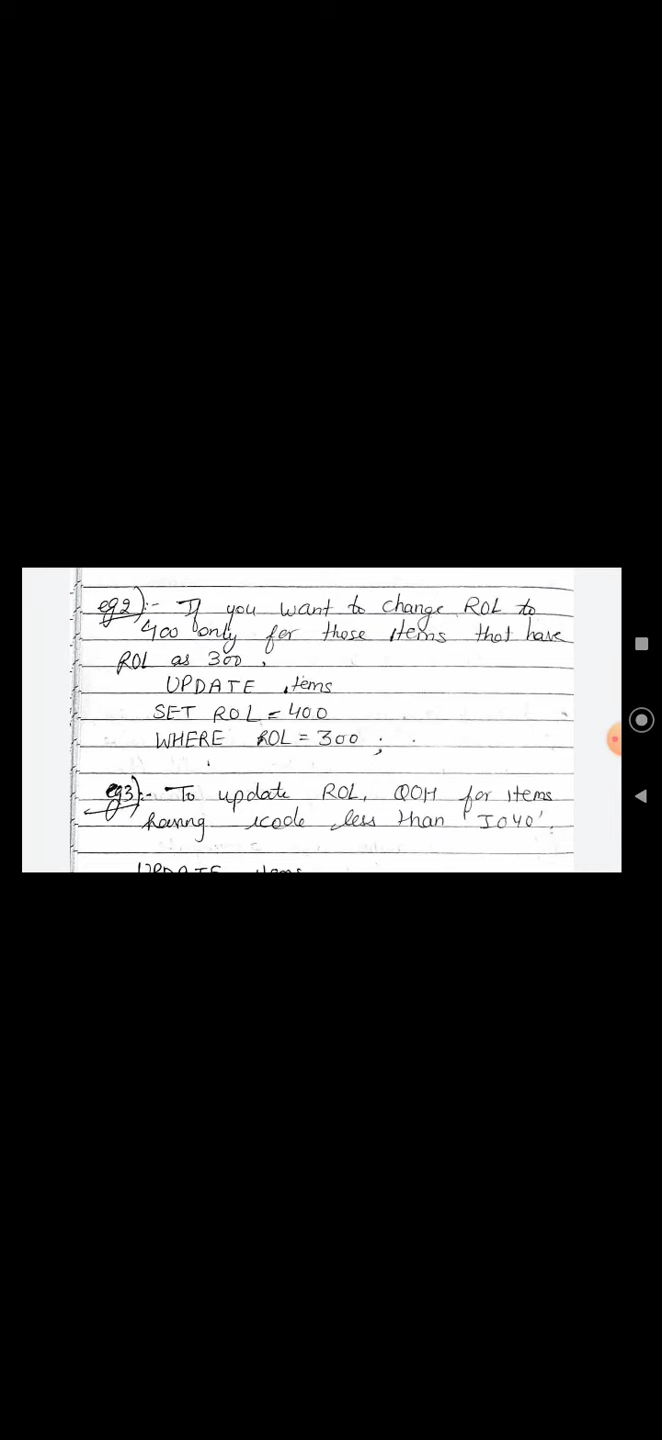 eg2):- If you want to change ROL to
400 only for those items that have
ROL as 300.
UPDATE items
SET ROL = 400
WHERE ROL = 300 ;
eg3):- To update ROL, QOH for items
having icode less than 'I040'.
UPDATE items